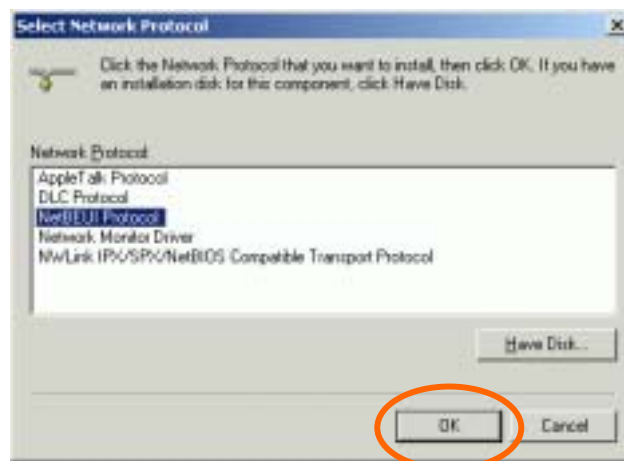 Select Network Protocol
Click the Network Protocol that you want to install, then click OK. If you have
an installation disk for this component, click Have Disk.
Network Protocol:
AppleTalk Protocol
DLC Protocol
NetBEUI Protocol
Network Monitor Driver
NWLink IPX/SPX/NetBIOS Compatible Transport Protocol
Have Disk...
OK
Cancel